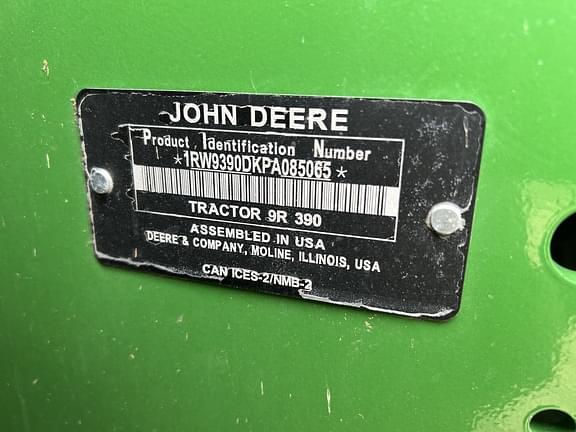 JOHN DEERE
Product Identification Number
*1RW9390DKPA085065*
TRACTOR 9R 390
ASSEMBLED IN USA
DEERE & COMPANY, MOLINE, ILLINOIS, USA
CAN ICES-2/NMB-2